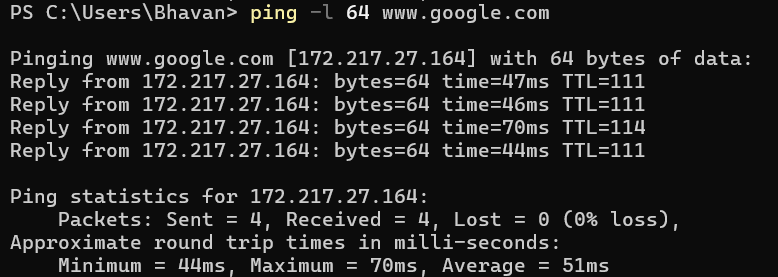 PS C:\Users\Bhavan> ping -l 64 www.google.com
Pinging www.google.com [172.217.27.164] with 64 bytes of data:
Reply from 172.217.27.164: bytes=64 time=47ms TTL=111
Reply from 172.217.27.164: bytes=64 time=46ms TTL=111
Reply from 172.217.27.164: bytes=64 time=70ms TTL=114
Reply from 172.217.27.164: bytes=64 time=44ms TTL=111
Ping statistics for 172.217.27.164:
    Packets: Sent = 4, Received = 4, Lost = 0 (0% loss),
Approximate round trip times in milli-seconds:
    Minimum = 44ms, Maximum = 70ms, Average = 51ms